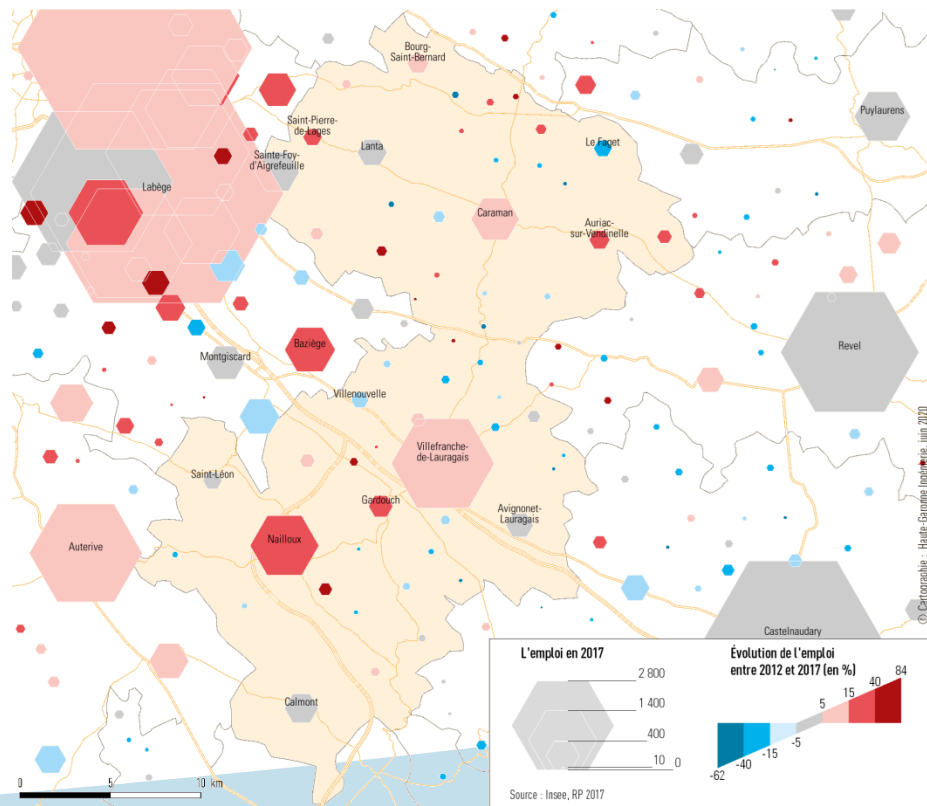 Bourg-
Saint-Bernard
Puylaurens
Saint-Pierre-
de-Lages
Lanta
Le Faget
Sainte-Foy-
d'Aigrefeuille
Labège
Caraman
Auriac-
sur-Vendinelle
Baziège
Revel
Montgiscard
Villenouvelle
Villefranche-
de-Lauragais
Saint-Léon
Gardouch
Avignonet-
Lauragais
Auterive
Nailloux
Castelnaudary
Calmont
L'emploi en 2017
2 800
1 400
400
10
0
Source : Insee, RP 2017
Évolution de l'emploi
entre 2012 et 2017 (en %)
84
40
15
5
-5
-15
-40
-62
0
5
10 km
© Cartographie : Haute-Garonne Ingénierie, juin 2020